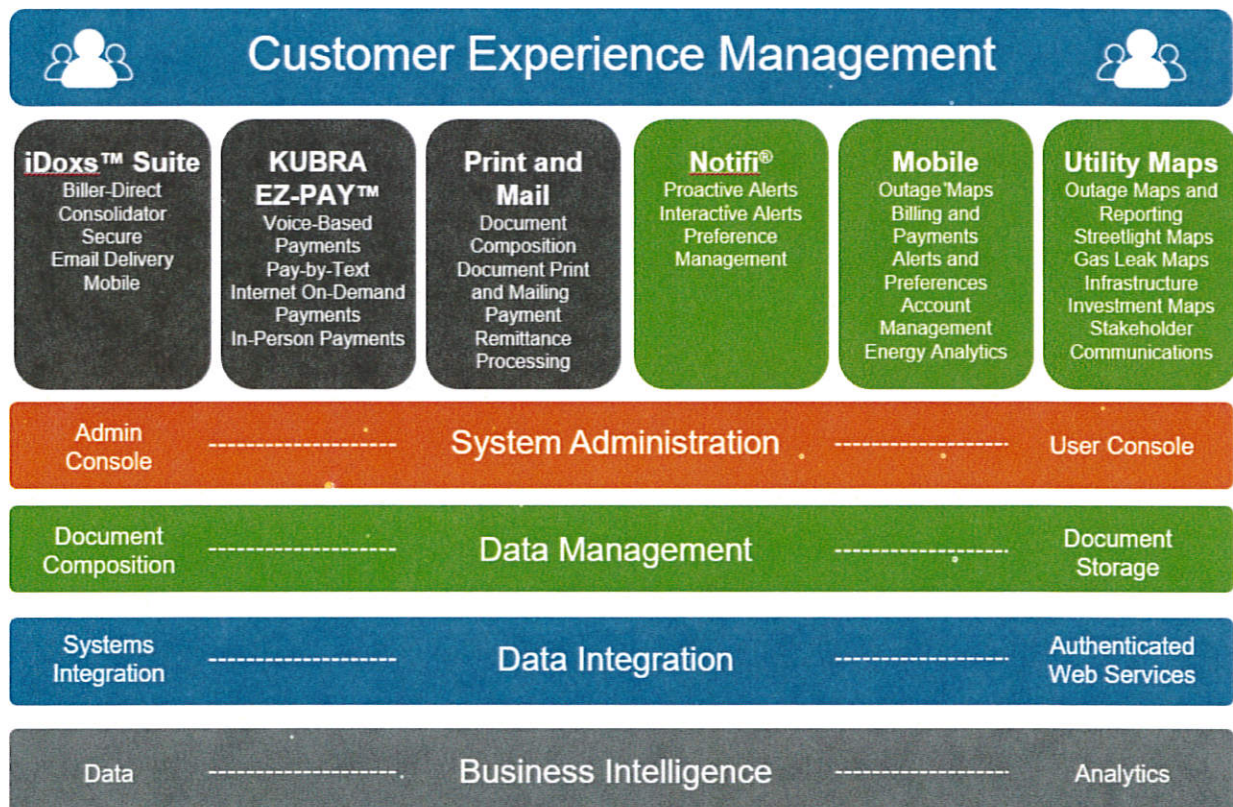 Customer Experience Management
iDoxs™ Suite
Biller-Direct
Consolidator
Secure
Email Delivery
Mobile
KUBRA
EZ-PAY™
Voice-Based
Payments
Pay-by-Text
Internet On-Demand
Payments
In-Person Payments
Print and
Mail
Document
Composition
Document Print
and Mailing
Payment
Remittance
Processing
Notifi®
Proactive Alerts
Interactive Alerts
Preference
Management
Mobile
Outage Maps
Billing and
Payments
Alerts and
Preferences
Account
Management
Energy Analytics
Utility Maps
Outage Maps and
Reporting
Streetlight Maps
Gas Leak Maps
Infrastructure
Investment Maps
Stakeholder
Communications
Admin
Console
System Administration
User Console
Document
Composition
Data Management
Document
Storage
Systems
Integration
Data Integration
Authenticated
Web Services
Data
Business Intelligence
Analytics